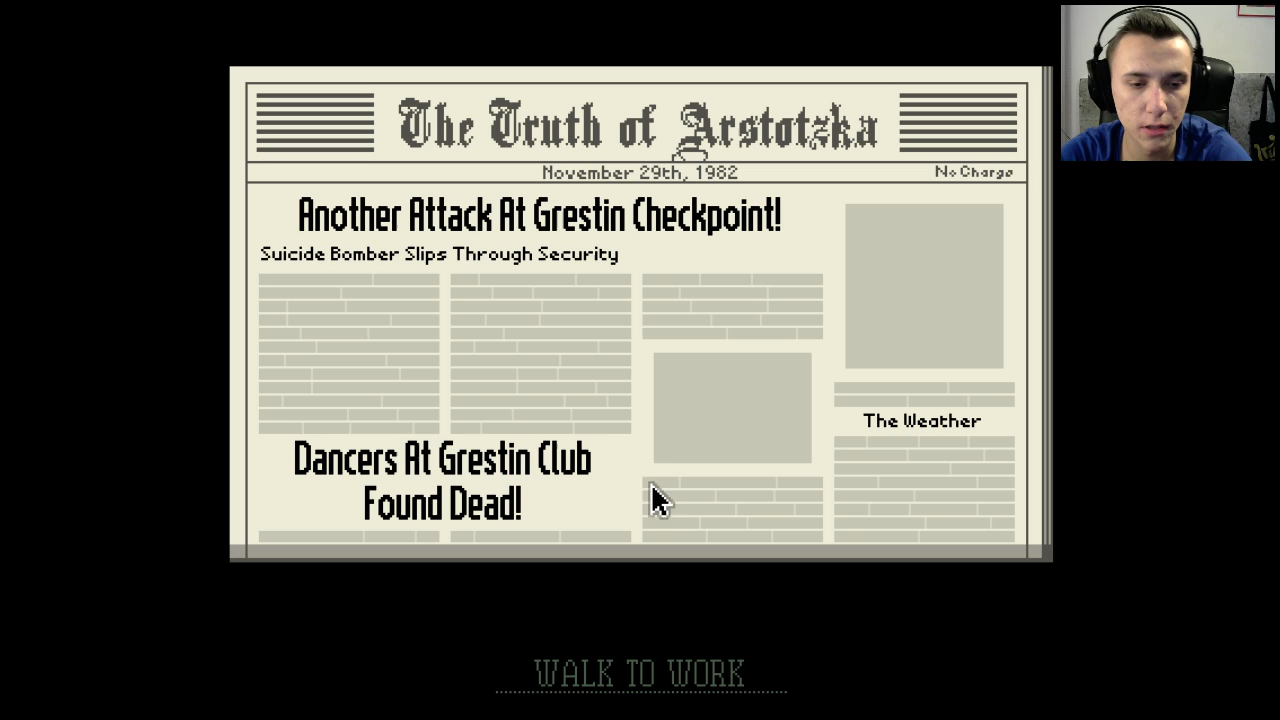 The Truth of Arstotzka
November 29th, 1982
No Charge
Another Attack At Grestin Checkpoint!
Suicide Bomber Slips Through Security
The Weather
Dancers At Grestin Club
Found Dead!
WALK TO WORK